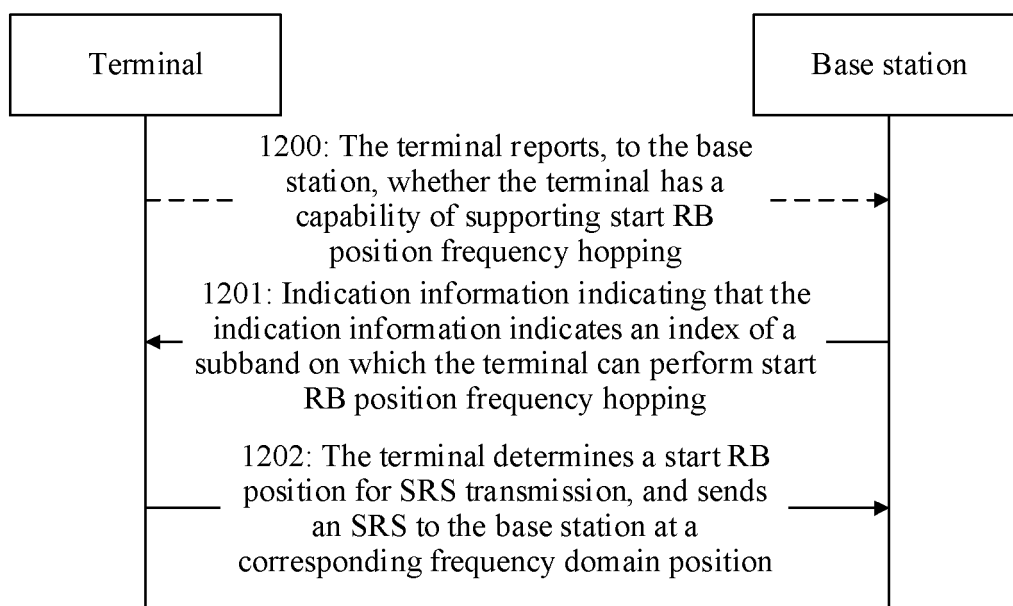 Terminal
Base station
1200: The terminal reports, to the base
station, whether the terminal has a
capability of supporting start RB
position frequency hopping
1201: Indication information indicating that the
indication information indicates an index of a
subband on which the terminal can perform start
RB position frequency hopping
1202: The terminal determines a start RB
position for SRS transmission, and sends
an SRS to the base station at a
corresponding frequency domain position